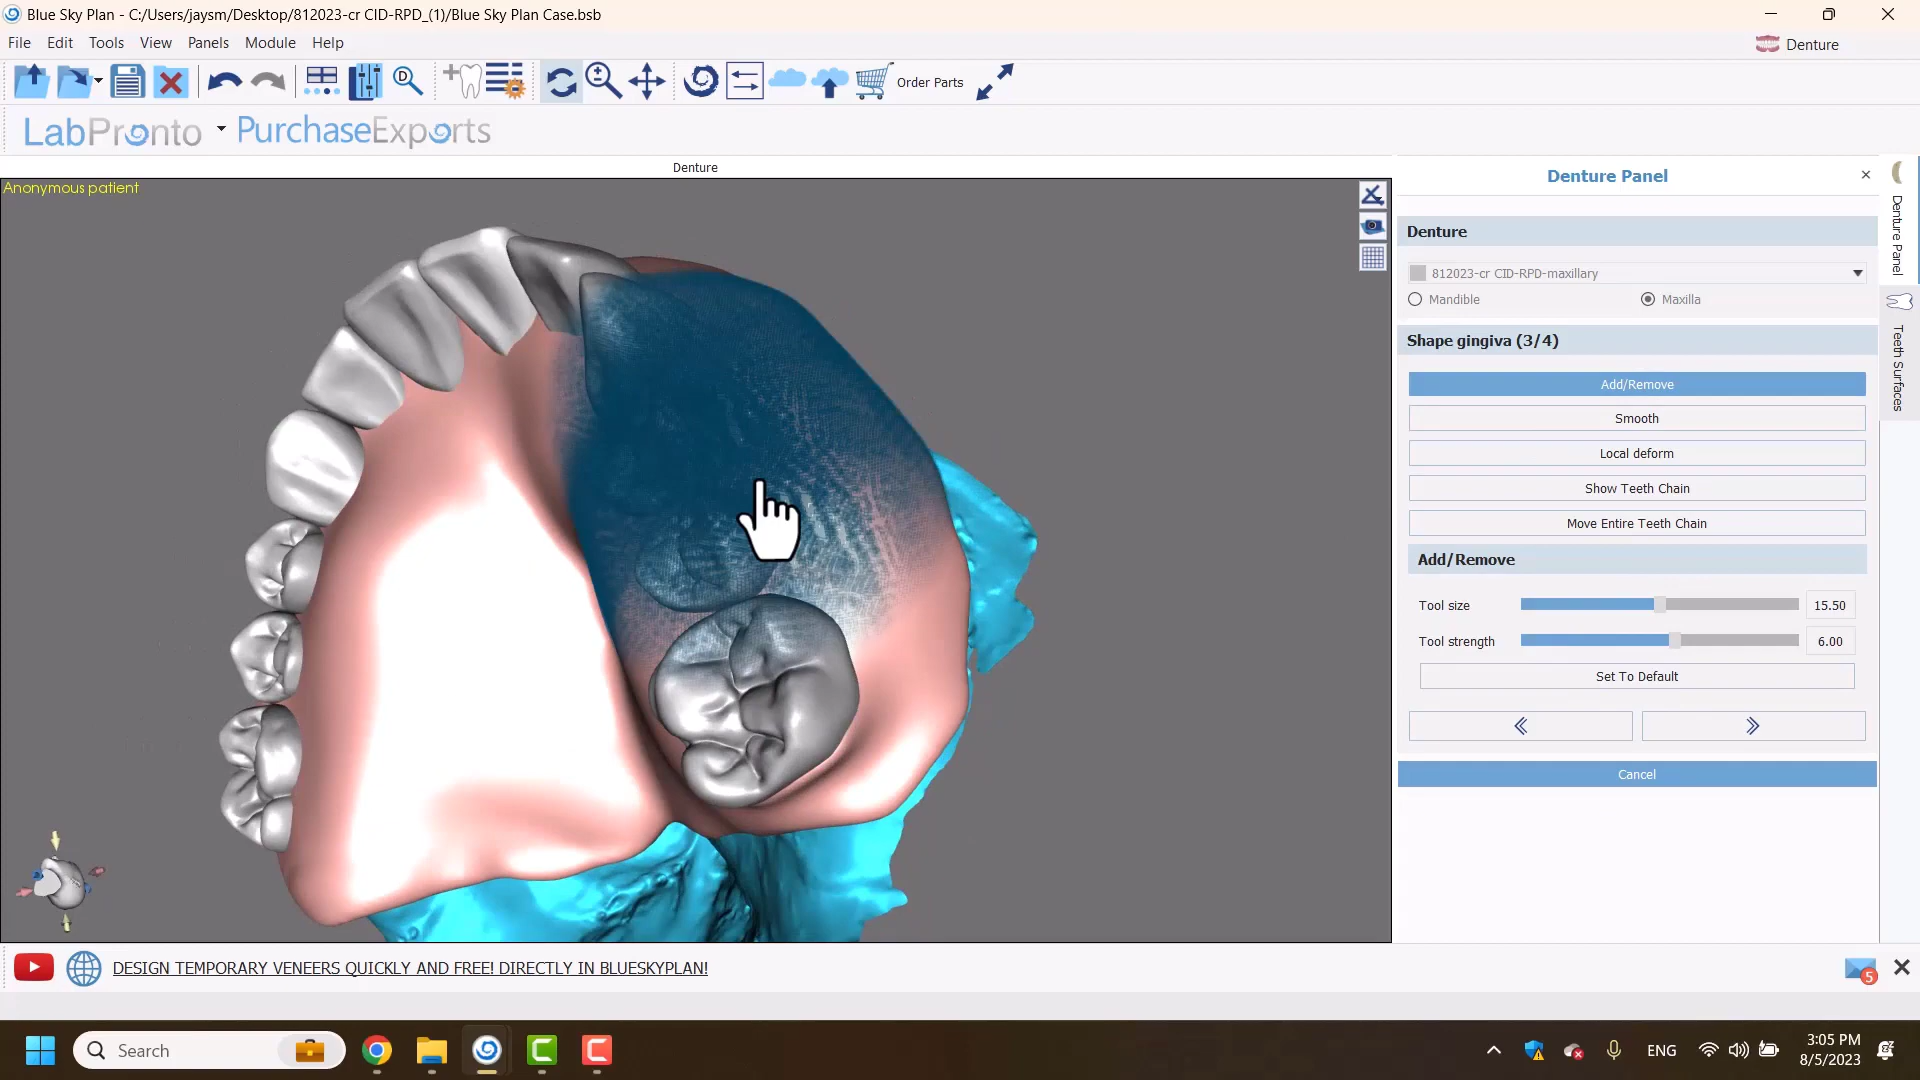 Blue Sky Plan - C:/Users/jaysm/Desktop/812023-cr CID-RPD_(1)/Blue Sky Plan Case.bsb
File Edit Tools View Panels Module Help
Denture
D
Order Parts
LabPronto
PurchaseExports
Denture
Anonymous patient
Denture Panel
Denture
812023-cr CID-RPD-maxillary
Mandible
Maxilla
Shape gingiva (3/4)
Add/Remove
Smooth
Local deform
Show Teeth Chain
Move Entire Teeth Chain
Add/Remove
Tool size
15.50
Tool strength
6.00
Set To Default
Cancel
Denture Panel
Teeth Surfaces
DESIGN TEMPORARY VENEERS QUICKLY AND FREE! DIRECTLY IN BLUESKYPLAN!
5
Search
ENG
3:05 PM
8/5/2023